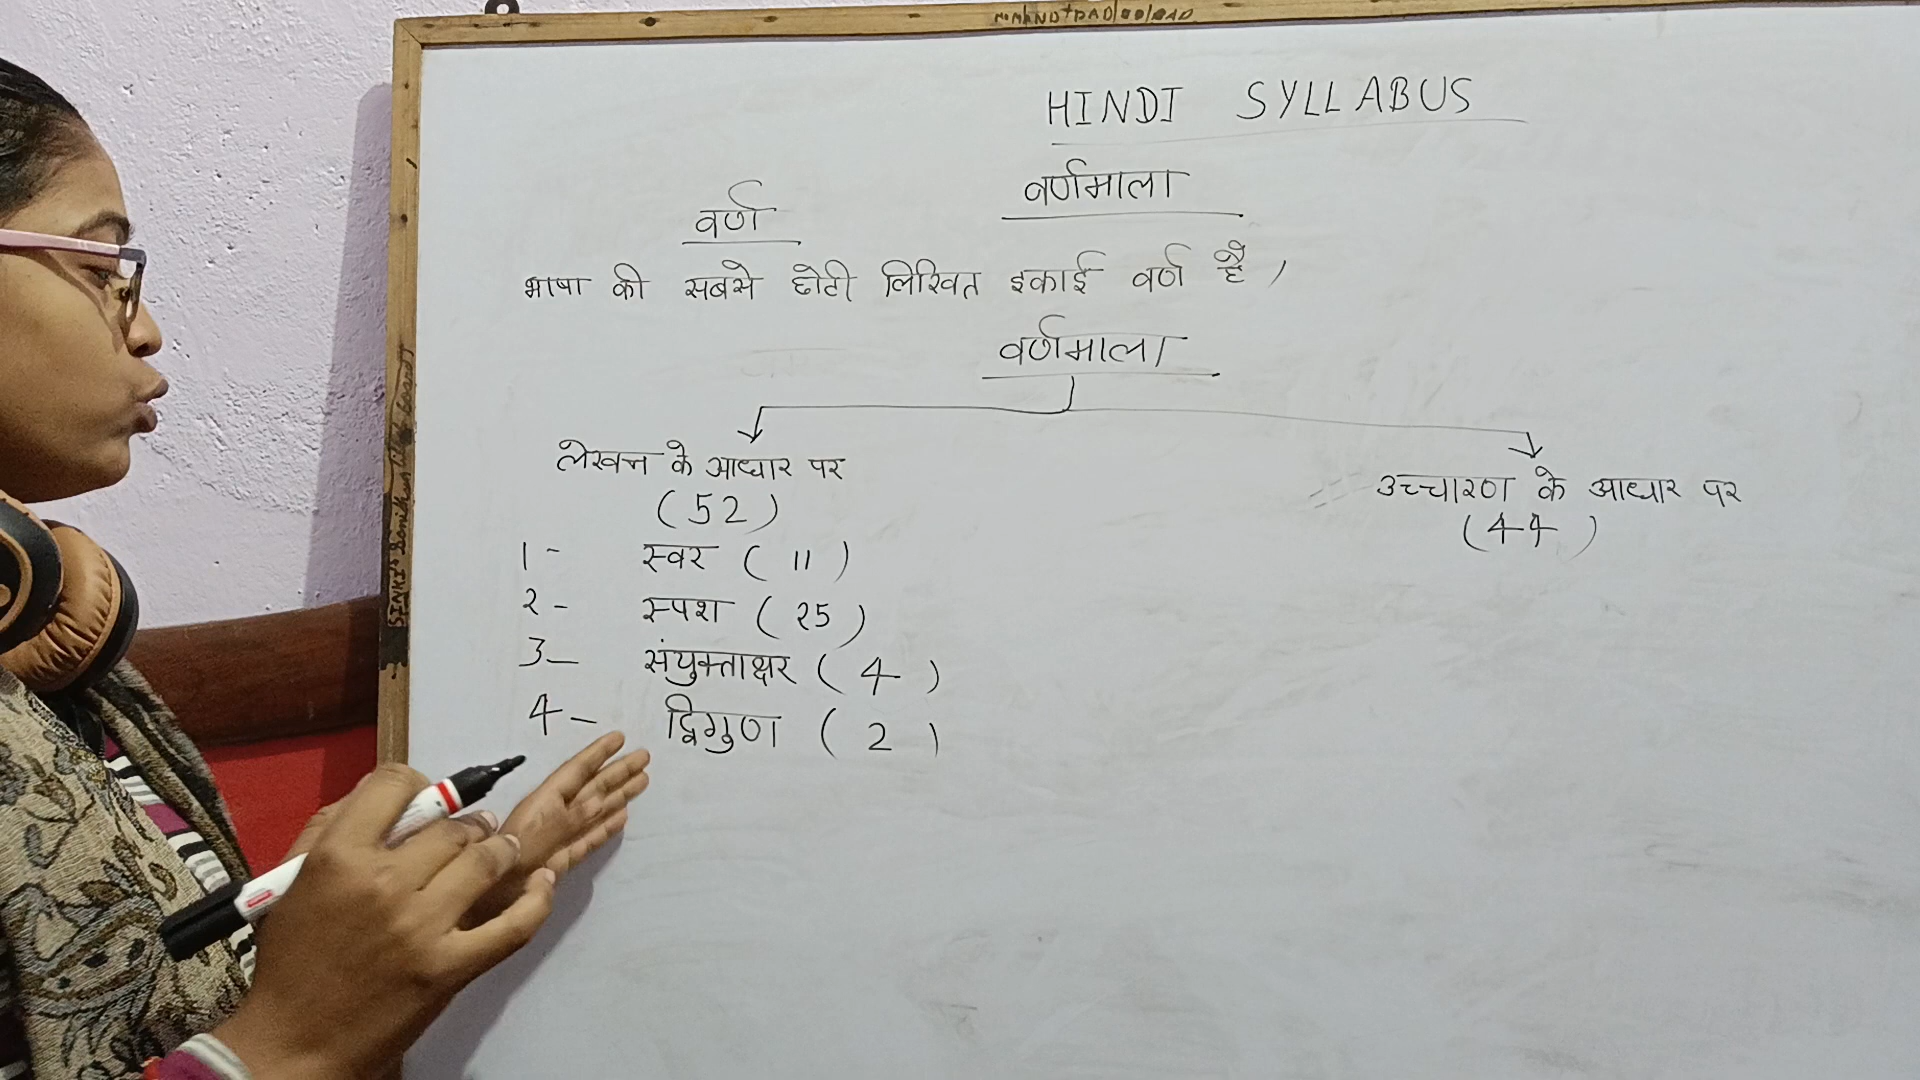 HINDI SYLLABUS
वर्णमाला
वर्ण
भाषा की सबसे छोटी लिखित इकाई वर्ण है,
वर्णमाला
लेखन के आधार पर
(52)
उच्चारण के आधार पर
(44)
1- स्वर (11)
2- स्पश (25)
3- संयुक्ताक्षर (4)
4- द्विगुण (2)